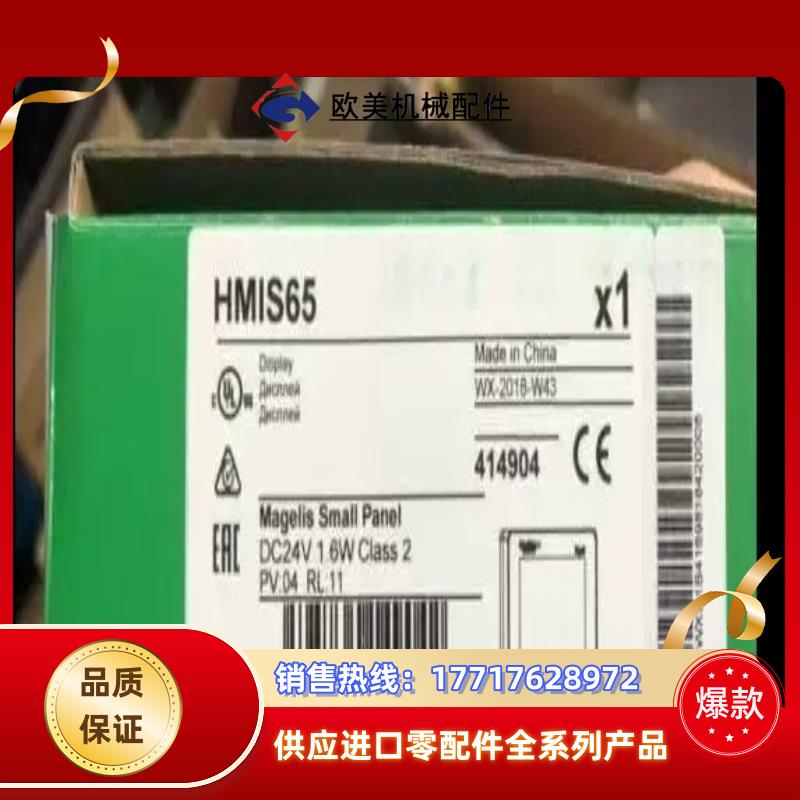 欧美机械配件
HMIS65
x1
Display
Дисплей
Дисплей
Made in China
WX-2018-W43
414904
CE
UL
EAC
Magelis Small Panel
DC24V 1.6W Class 2
PV:04 RL:11
品质
保证
销售热线：17717628972
供应进口零配件全系列产品
爆款